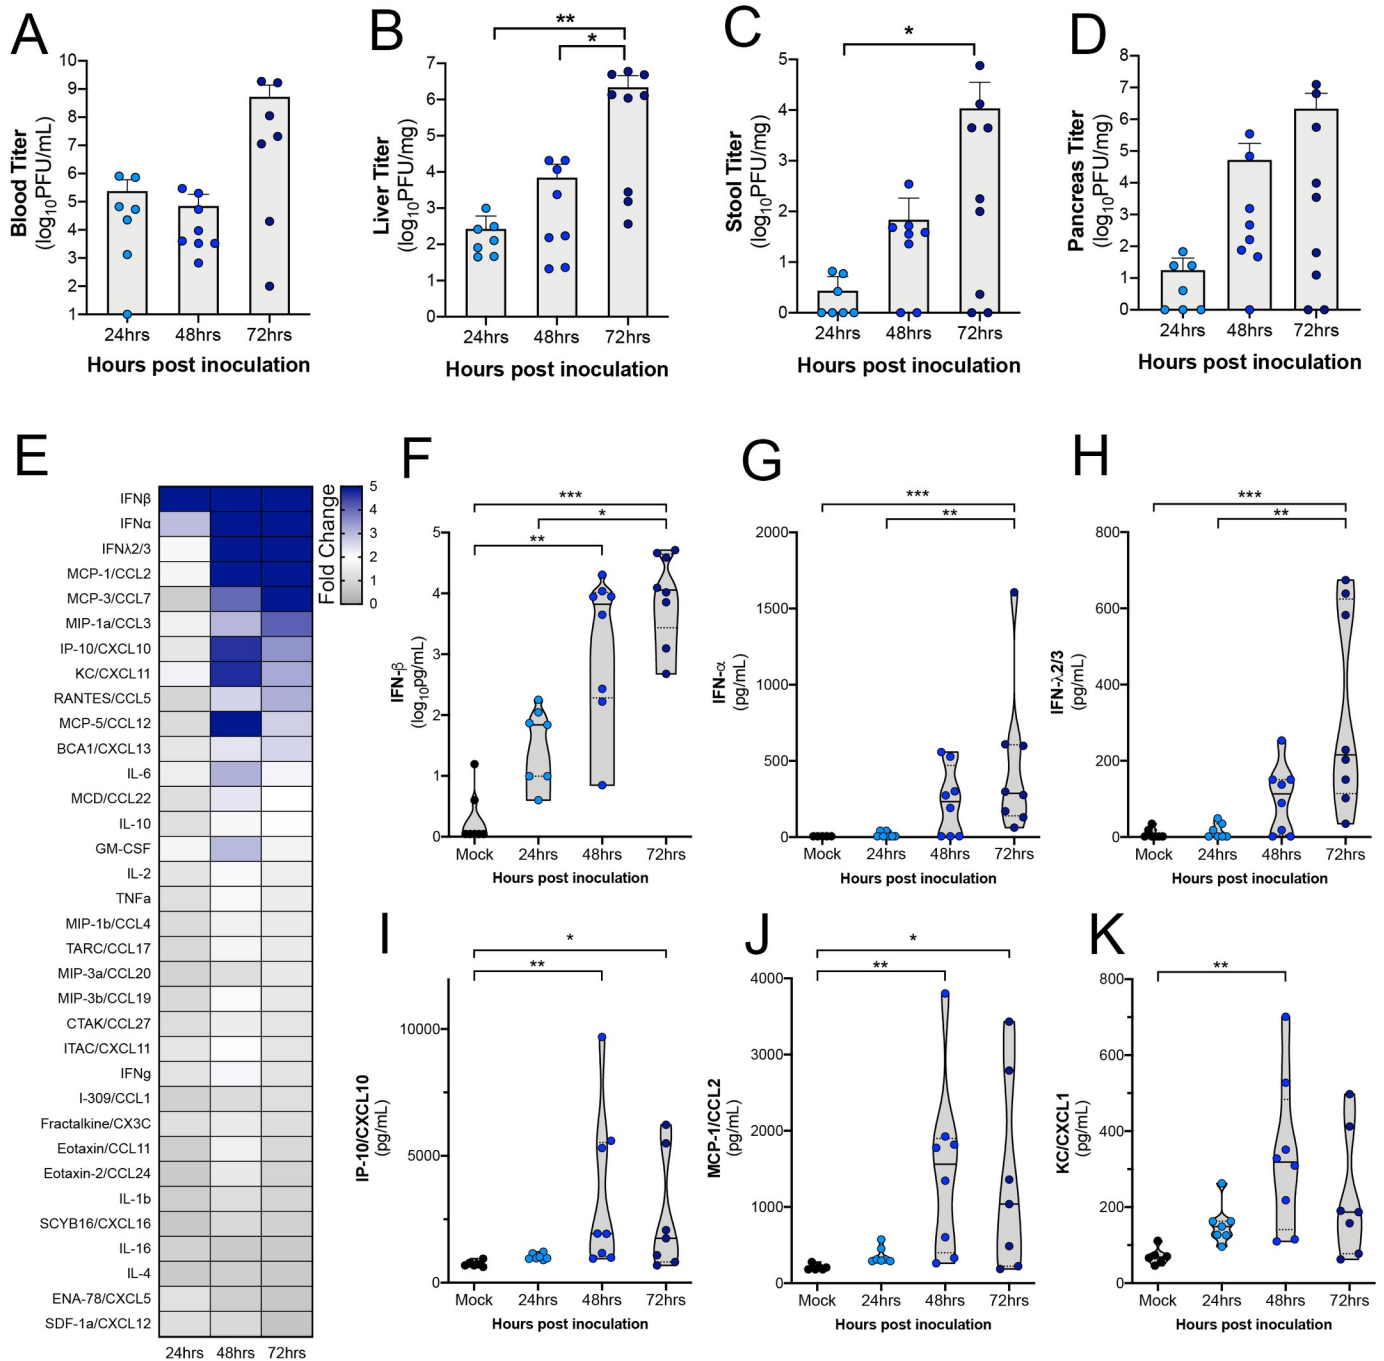 A
Blood Titer
(log10PFU/mL)
10
9
8
7
6
5
4
3
2
1
24hrs 48hrs 72hrs
Hours post inoculation
B
**
*
Liver Titer
(log10PFU/mg)
7
6
5
4
3
2
1
0
24hrs 48hrs 72hrs
Hours post inoculation
C
*
Stool Titer
(log10PFU/mg)
5
4
3
2
1
0
24hrs 48hrs 72hrs
Hours post inoculation
D
Pancreas Titer
(log10PFU/mg)
8
7
6
5
4
3
2
1
0
24hrs 48hrs 72hrs
Hours post inoculation
E
IFNβ
IFNα
IFNλ2/3
MCP-1/CCL2
MCP-3/CCL7
MIP-1a/CCL3
IP-10/CXCL10
KC/CXCL11
RANTES/CCL5
MCP-5/CCL12
BCA1/CXCL13
IL-6
MCD/CCL22
IL-10
GM-CSF
IL-2
TNFa
MIP-1b/CCL4
TARC/CCL17
MIP-3a/CCL20
MIP-3b/CCL19
CTAK/CCL27
ITAC/CXCL11
IFNg
I-309/CCL1
Fractalkine/CX3C
Eotaxin/CCL11
Eotaxin-2/CCL24
IL-1b
SCYB16/CXCL16
IL-16
IL-4
ENA-78/CXCL5
SDF-1a/CXCL12
24hrs 48hrs 72hrs
Fold Change
5
4
3
2
1
0
F
***
*
**
IFN-β
(log10pg/mL)
5
4
3
2
1
0
Mock 24hrs 48hrs 72hrs
Hours post inoculation
G
***
**
IFN-α
(pg/mL)
2000
1500
1000
500
0
Mock 24hrs 48hrs 72hrs
Hours post inoculation
H
***
**
IFN-λ2/3
(pg/mL)
800
600
400
200
0
Mock 24hrs 48hrs 72hrs
Hours post inoculation
I
*
**
IP-10/CXCL10
(pg/mL)
10000
5000
0
Mock 24hrs 48hrs 72hrs
Hours post inoculation
J
*
**
MCP-1/CCL2
(pg/mL)
4000
3000
2000
1000
0
Mock 24hrs 48hrs 72hrs
Hours post inoculation
K
**
KC/CXCL1
(pg/mL)
800
600
400
200
0
Mock 24hrs 48hrs 72hrs
Hours post inoculation